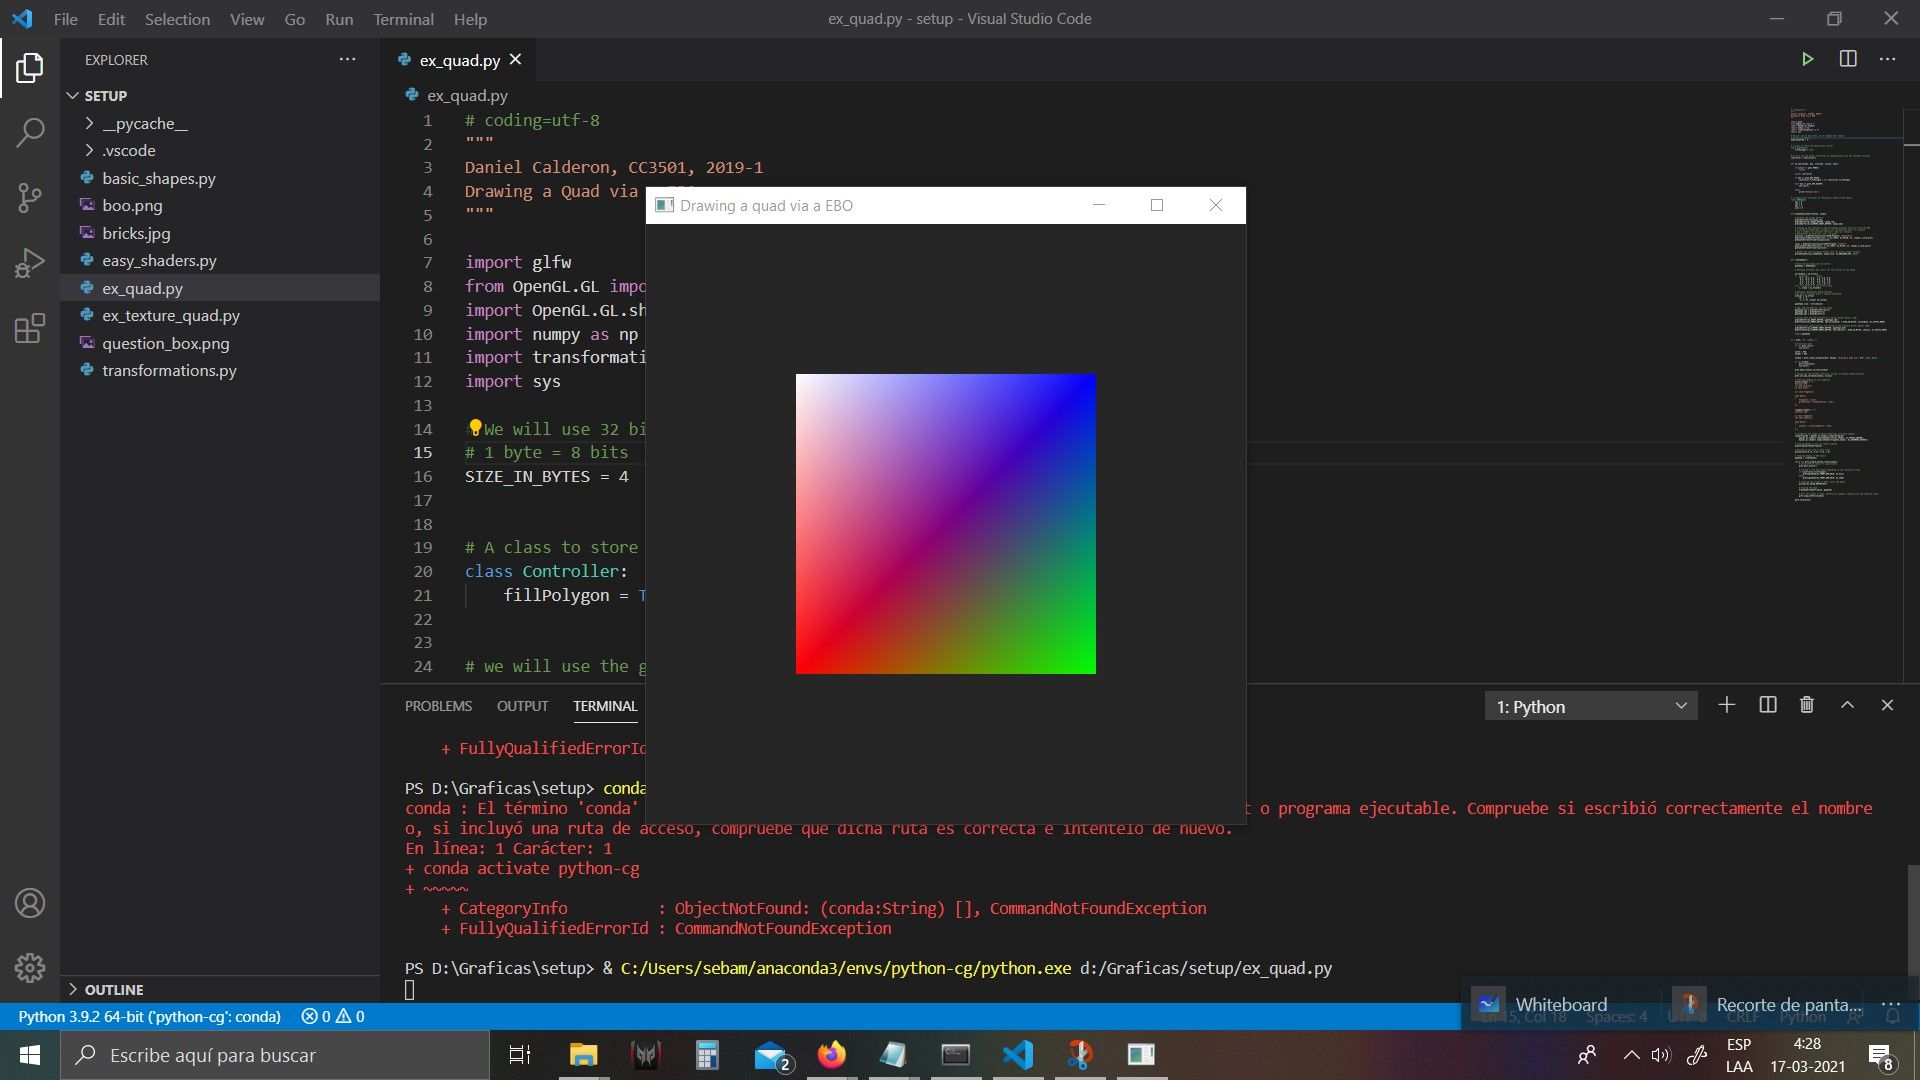 File Edit Selection View Go Run Terminal Help
ex_quad.py - setup - Visual Studio Code
EXPLORER
SETUP
__pycache__
.vscode
basic_shapes.py
boo.png
bricks.jpg
easy_shaders.py
ex_quad.py
ex_texture_quad.py
question_box.png
transformations.py
OUTLINE
ex_quad.py
ex_quad.py
1 # coding=utf-8
2 """
3 Daniel Calderon, CC3501, 2019-1
4 Drawing a Quad via
5 """
6
7 import glfw
8 from OpenGL.GL impo
9 import OpenGL.GL.sh
10 import numpy as np
11 import transformati
12 import sys
13
14 # We will use 32 bi
15 # 1 byte = 8 bits
16 SIZE_IN_BYTES = 4
17
18
19 # A class to store
20 class Controller:
21 fillPolygon = T
22
23
24 # we will use the g
Drawing a quad via a EBO
PROBLEMS OUTPUT TERMINAL
1: Python
+ FullyQualifiedErrorId
PS D:\Graficas\setup> conda
conda : El término 'conda' t o programa ejecutable. Compruebe si escribió correctamente el nombre
o, si incluyó una ruta de acceso, compruebe que dicha ruta es correcta e inténtelo de nuevo.
En línea: 1 Carácter: 1
+ conda activate python-cg
+ ~~~~~
+ CategoryInfo : ObjectNotFound: (conda:String) [], CommandNotFoundException
+ FullyQualifiedErrorId : CommandNotFoundException
PS D:\Graficas\setup> & C:/Users/sebam/anaconda3/envs/python-cg/python.exe d:/Graficas/setup/ex_quad.py
Whiteboard
Recorte de panta...
Python 3.9.2 64-bit ('python-cg': conda) 0 0
Ln 15, Col 18 Spaces: 4 UTF-8 CRLF Python
Escribe aquí para buscar
2
ESP
LAA
4:28
17-03-2021
8